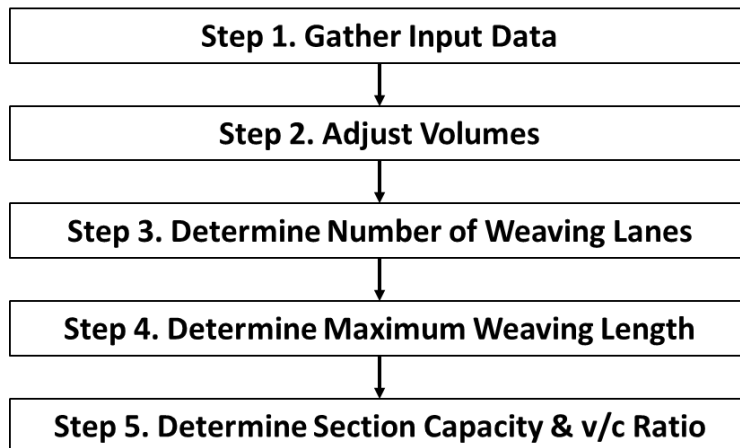 Step 1. Gather Input Data
Step 2. Adjust Volumes
Step 3. Determine Number of Weaving Lanes
Step 4. Determine Maximum Weaving Length
Step 5. Determine Section Capacity & v/c Ratio